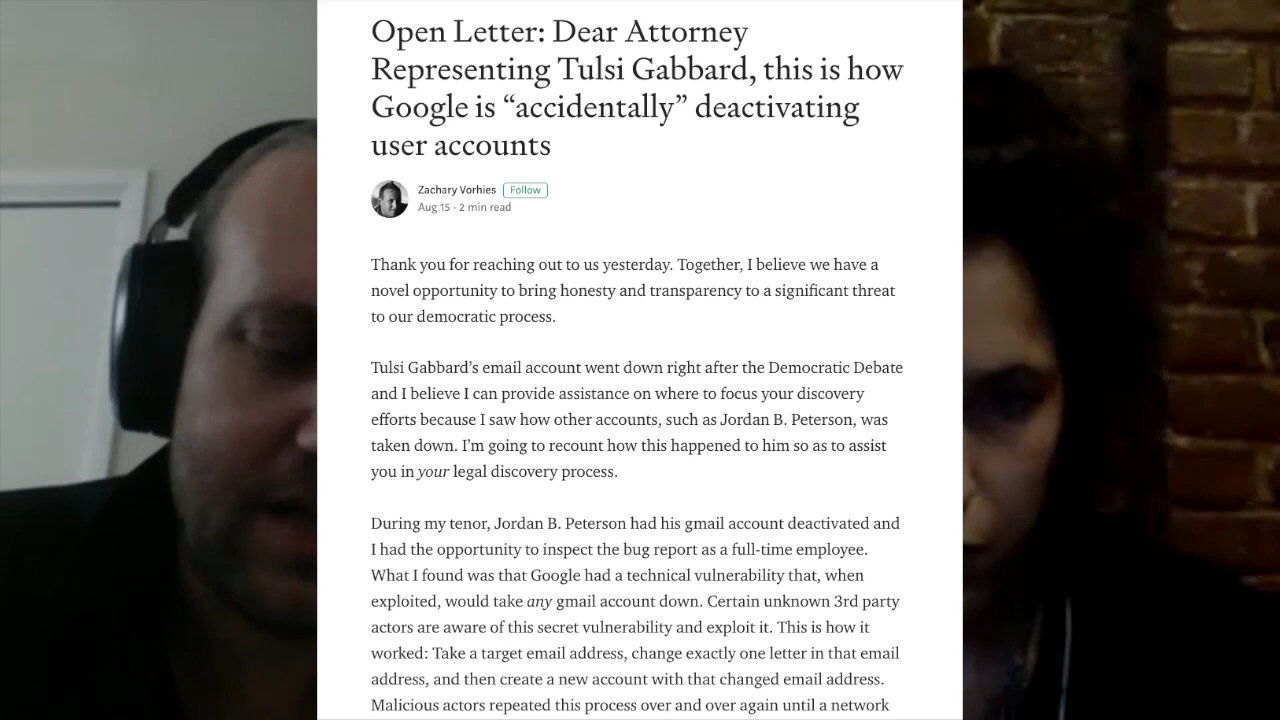 Open Letter: Dear Attorney
Representing Tulsi Gabbard, this is how
Google is “accidentally” deactivating
user accounts
Zachary Vorhies Follow
Aug 15 · 2 min read
Thank you for reaching out to us yesterday. Together, I believe we have a
novel opportunity to bring honesty and transparency to a significant threat
to our democratic process.
Tulsi Gabbard’s email account went down right after the Democratic Debate
and I believe I can provide assistance on where to focus your discovery
efforts because I saw how other accounts, such as Jordan B. Peterson, was
taken down. I’m going to recount how this happened to him so as to assist
you in your legal discovery process.
During my tenor, Jordan B. Peterson had his gmail account deactivated and
I had the opportunity to inspect the bug report as a full-time employee.
What I found was that Google had a technical vulnerability that, when
exploited, would take any gmail account down. Certain unknown 3rd party
actors are aware of this secret vulnerability and exploit it. This is how it
worked: Take a target email address, change exactly one letter in that email
address, and then create a new account with that changed email address.
Malicious actors repeated this process over and over again until a network